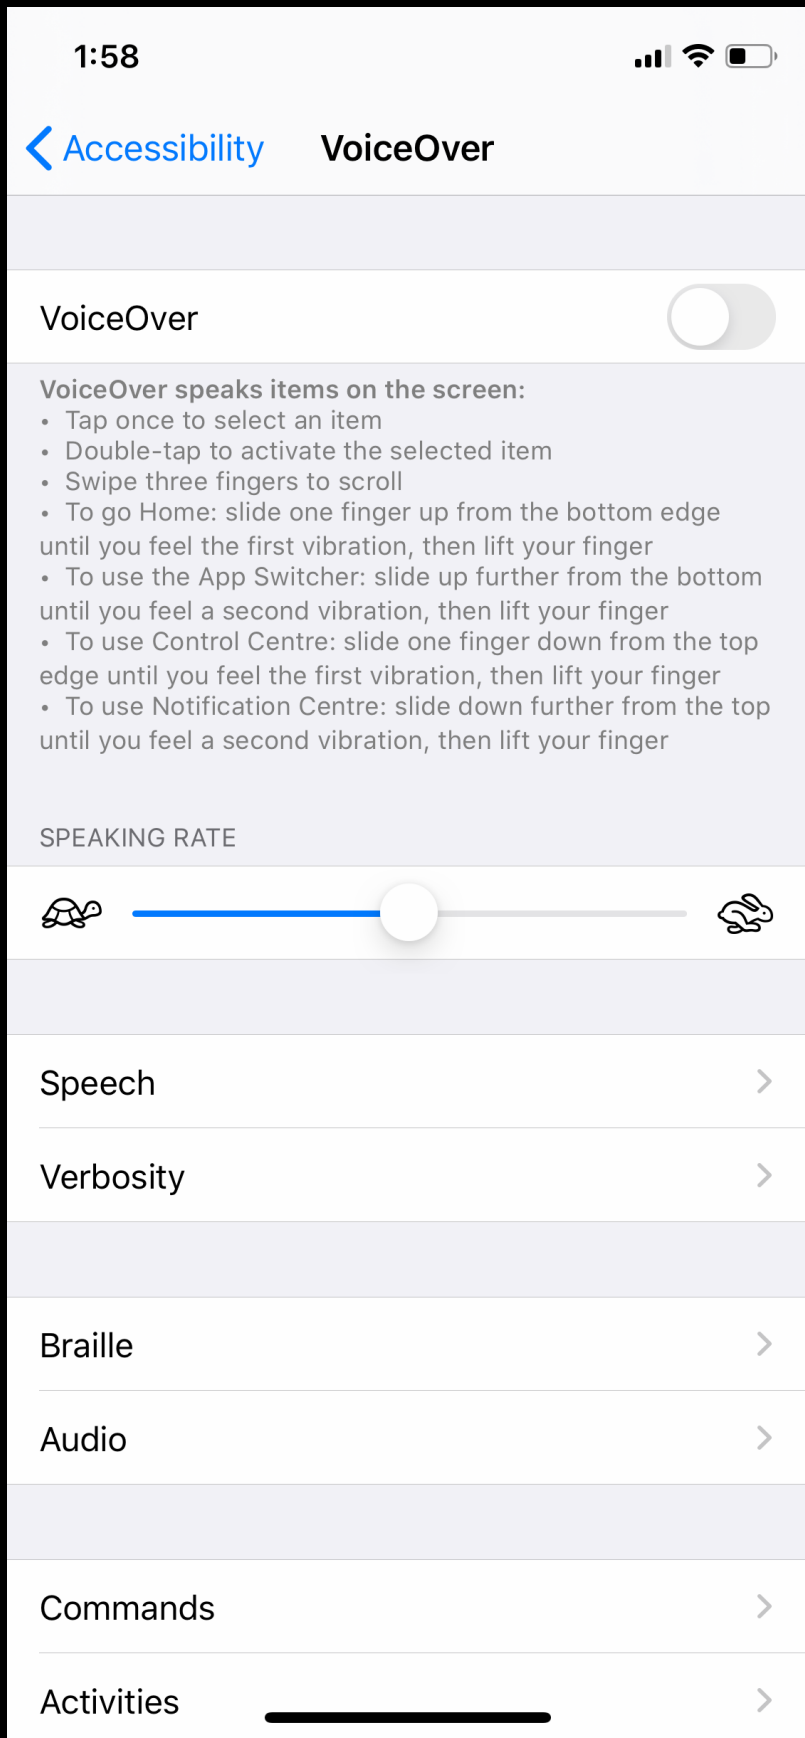 1:58
Accessibility VoiceOver
VoiceOver
VoiceOver speaks items on the screen:
• Tap once to select an item
• Double-tap to activate the selected item
• Swipe three fingers to scroll
• To go Home: slide one finger up from the bottom edge
until you feel the first vibration, then lift your finger
• To use the App Switcher: slide up further from the bottom
until you feel a second vibration, then lift your finger
• To use Control Centre: slide one finger down from the top
edge until you feel the first vibration, then lift your finger
• To use Notification Centre: slide down further from the top
until you feel a second vibration, then lift your finger
SPEAKING RATE
Speech
Verbosity
Braille
Audio
Commands
Activities